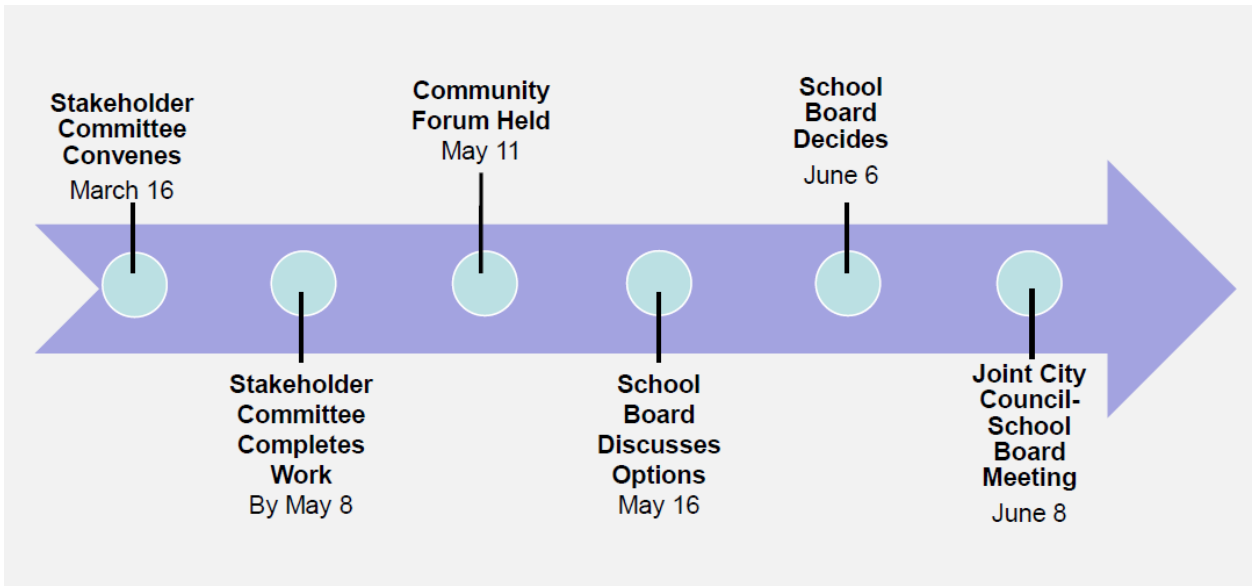 Stakeholder
Committee
Convenes
March 16
Stakeholder
Committee
Completes
Work
By May 8
Community
Forum Held
May 11
School
Board
Discusses
Options
May 16
School
Board
Decides
June 6
Joint City
Council-
School
Board
Meeting
June 8